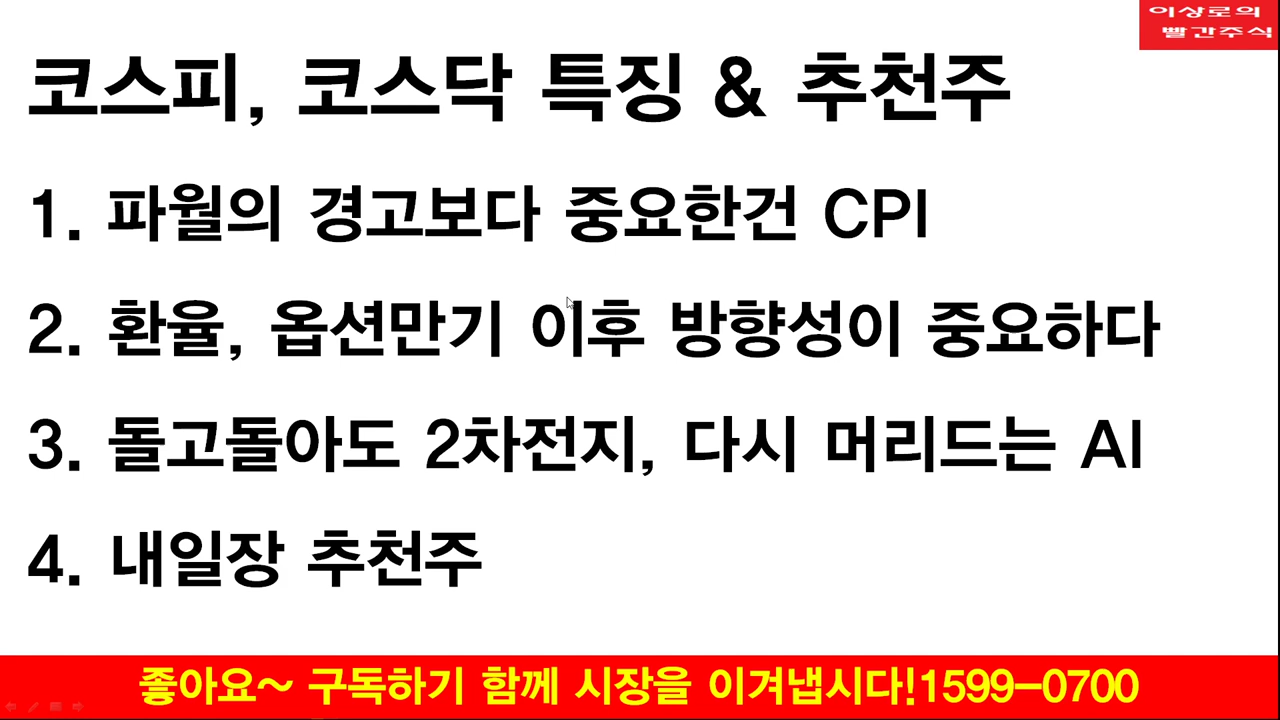 이상로의
빨간주식
코스피, 코스닥 특징 & 추천주
1. 파월의 경고보다 중요한건 CPI
2. 환율, 옵션만기 이후 방향성이 중요하다
3. 돌고돌아도 2차전지, 다시 머리드는 AI
4. 내일장 추천주
좋아요~ 구독하기 함께 시장을 이겨냅시다!1599-0700